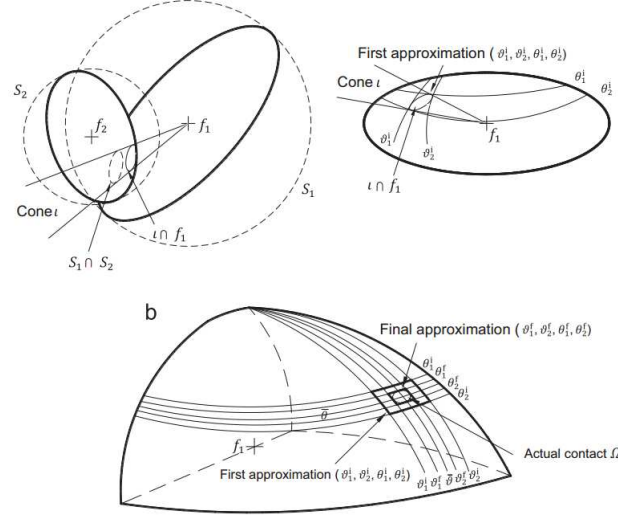 S₂
f₂
f₁
S₁
Cone ι
ι∩ f₁
S₁∩ S₂
First approximation ( ϑ₁ⁱ, ϑ₂ⁱ, θ₁ⁱ, θ₂ⁱ)
Cone ι
θ₁ⁱ
θ₂ⁱ
f₁
ϑ₁ⁱ
ϑ₂ⁱ
ι∩ f₁
b
Final approximation ( ϑ₁ᶠ, ϑ₂ᶠ, θ₁ᶠ, θ₂ᶠ)
θ₁ⁱ
θ₁ᶠ
θ₂ᶠ
θ₂ⁱ
θ̅
f₁
Actual contact Ω
First approximation ( ϑ₁ⁱ, ϑ₂ⁱ, θ₁ⁱ, θ₂ⁱ)
ϑ₁ⁱ ϑ₁ᶠ ϑ̅ ϑ₂ᶠ ϑ₂ⁱ